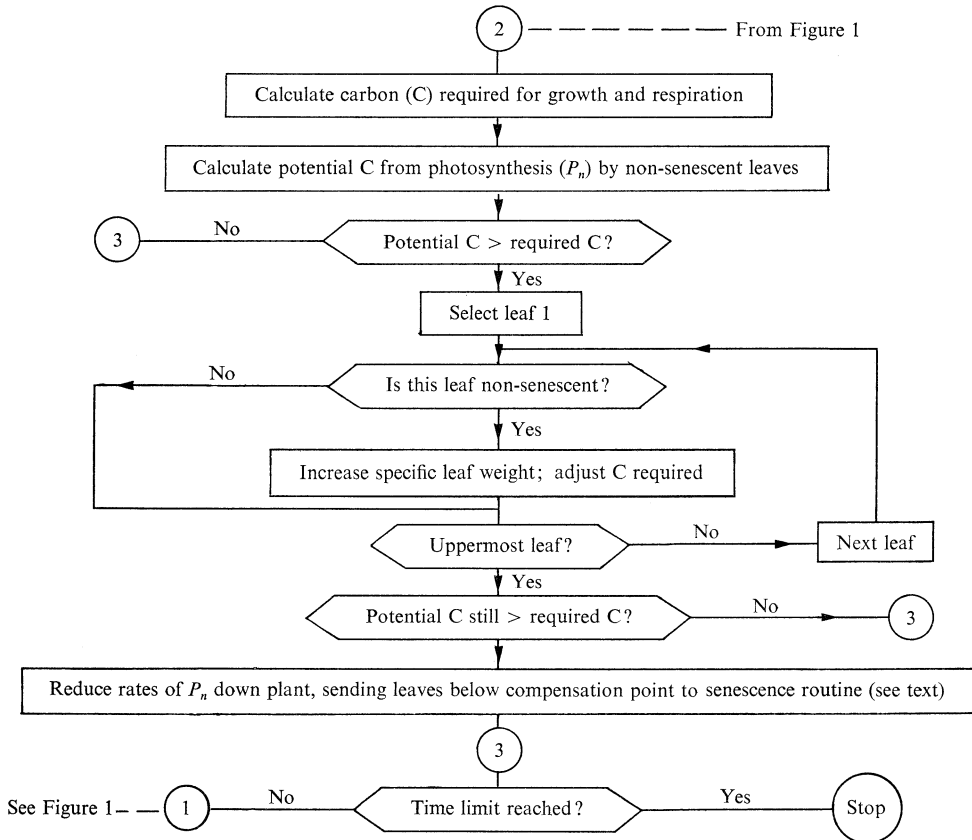 2
From Figure 1
Calculate carbon (C) required for growth and respiration
Calculate potential C from photosynthesis (Pn) by non-senescent leaves
3
No
Potential C > required C?
Yes
Select leaf 1
No
Is this leaf non-senescent?
Yes
Increase specific leaf weight; adjust C required
Uppermost leaf?
No
Next leaf
Yes
Potential C still > required C?
No
3
Reduce rates of Pn down plant, sending leaves below compensation point to senescence routine (see text)
3
See Figure 1
1
No
Time limit reached?
Yes
Stop